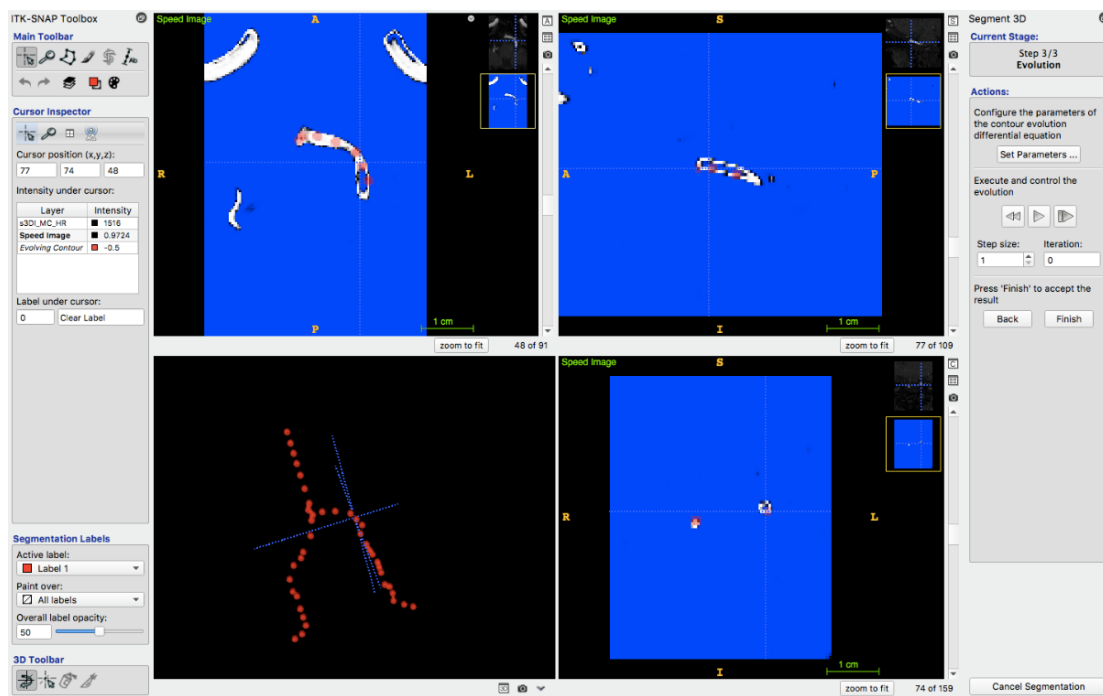 ITK-SNAP Toolbox
Main Toolbar
Cursor Inspector
Cursor position (x,y,z):
77 74 48
Intensity under cursor:
Layer Intensity
s3DI_MC_HR 1516
Speed Image 0.9724
Evolving Contour -0.5
Label under cursor:
0 Clear Label
Segmentation Labels
Active label:
Label 1
Paint over:
All labels
Overall label opacity:
50
3D Toolbar
Speed Image
A
R
L
P
1 cm
A
zoom to fit 48 of 91
Speed Image
S
A
P
I
1 cm
S
zoom to fit 77 of 109
3D
Speed Image
S
R
L
I
1 cm
C
zoom to fit 74 of 159
Segment 3D
Current Stage:
Step 3/3
Evolution
Actions:
Configure the parameters of
the contour evolution
differential equation
Set Parameters ...
Execute and control the
evolution
Step size: Iteration:
1 0
Press 'Finish' to accept the
result
Back Finish
Cancel Segmentation